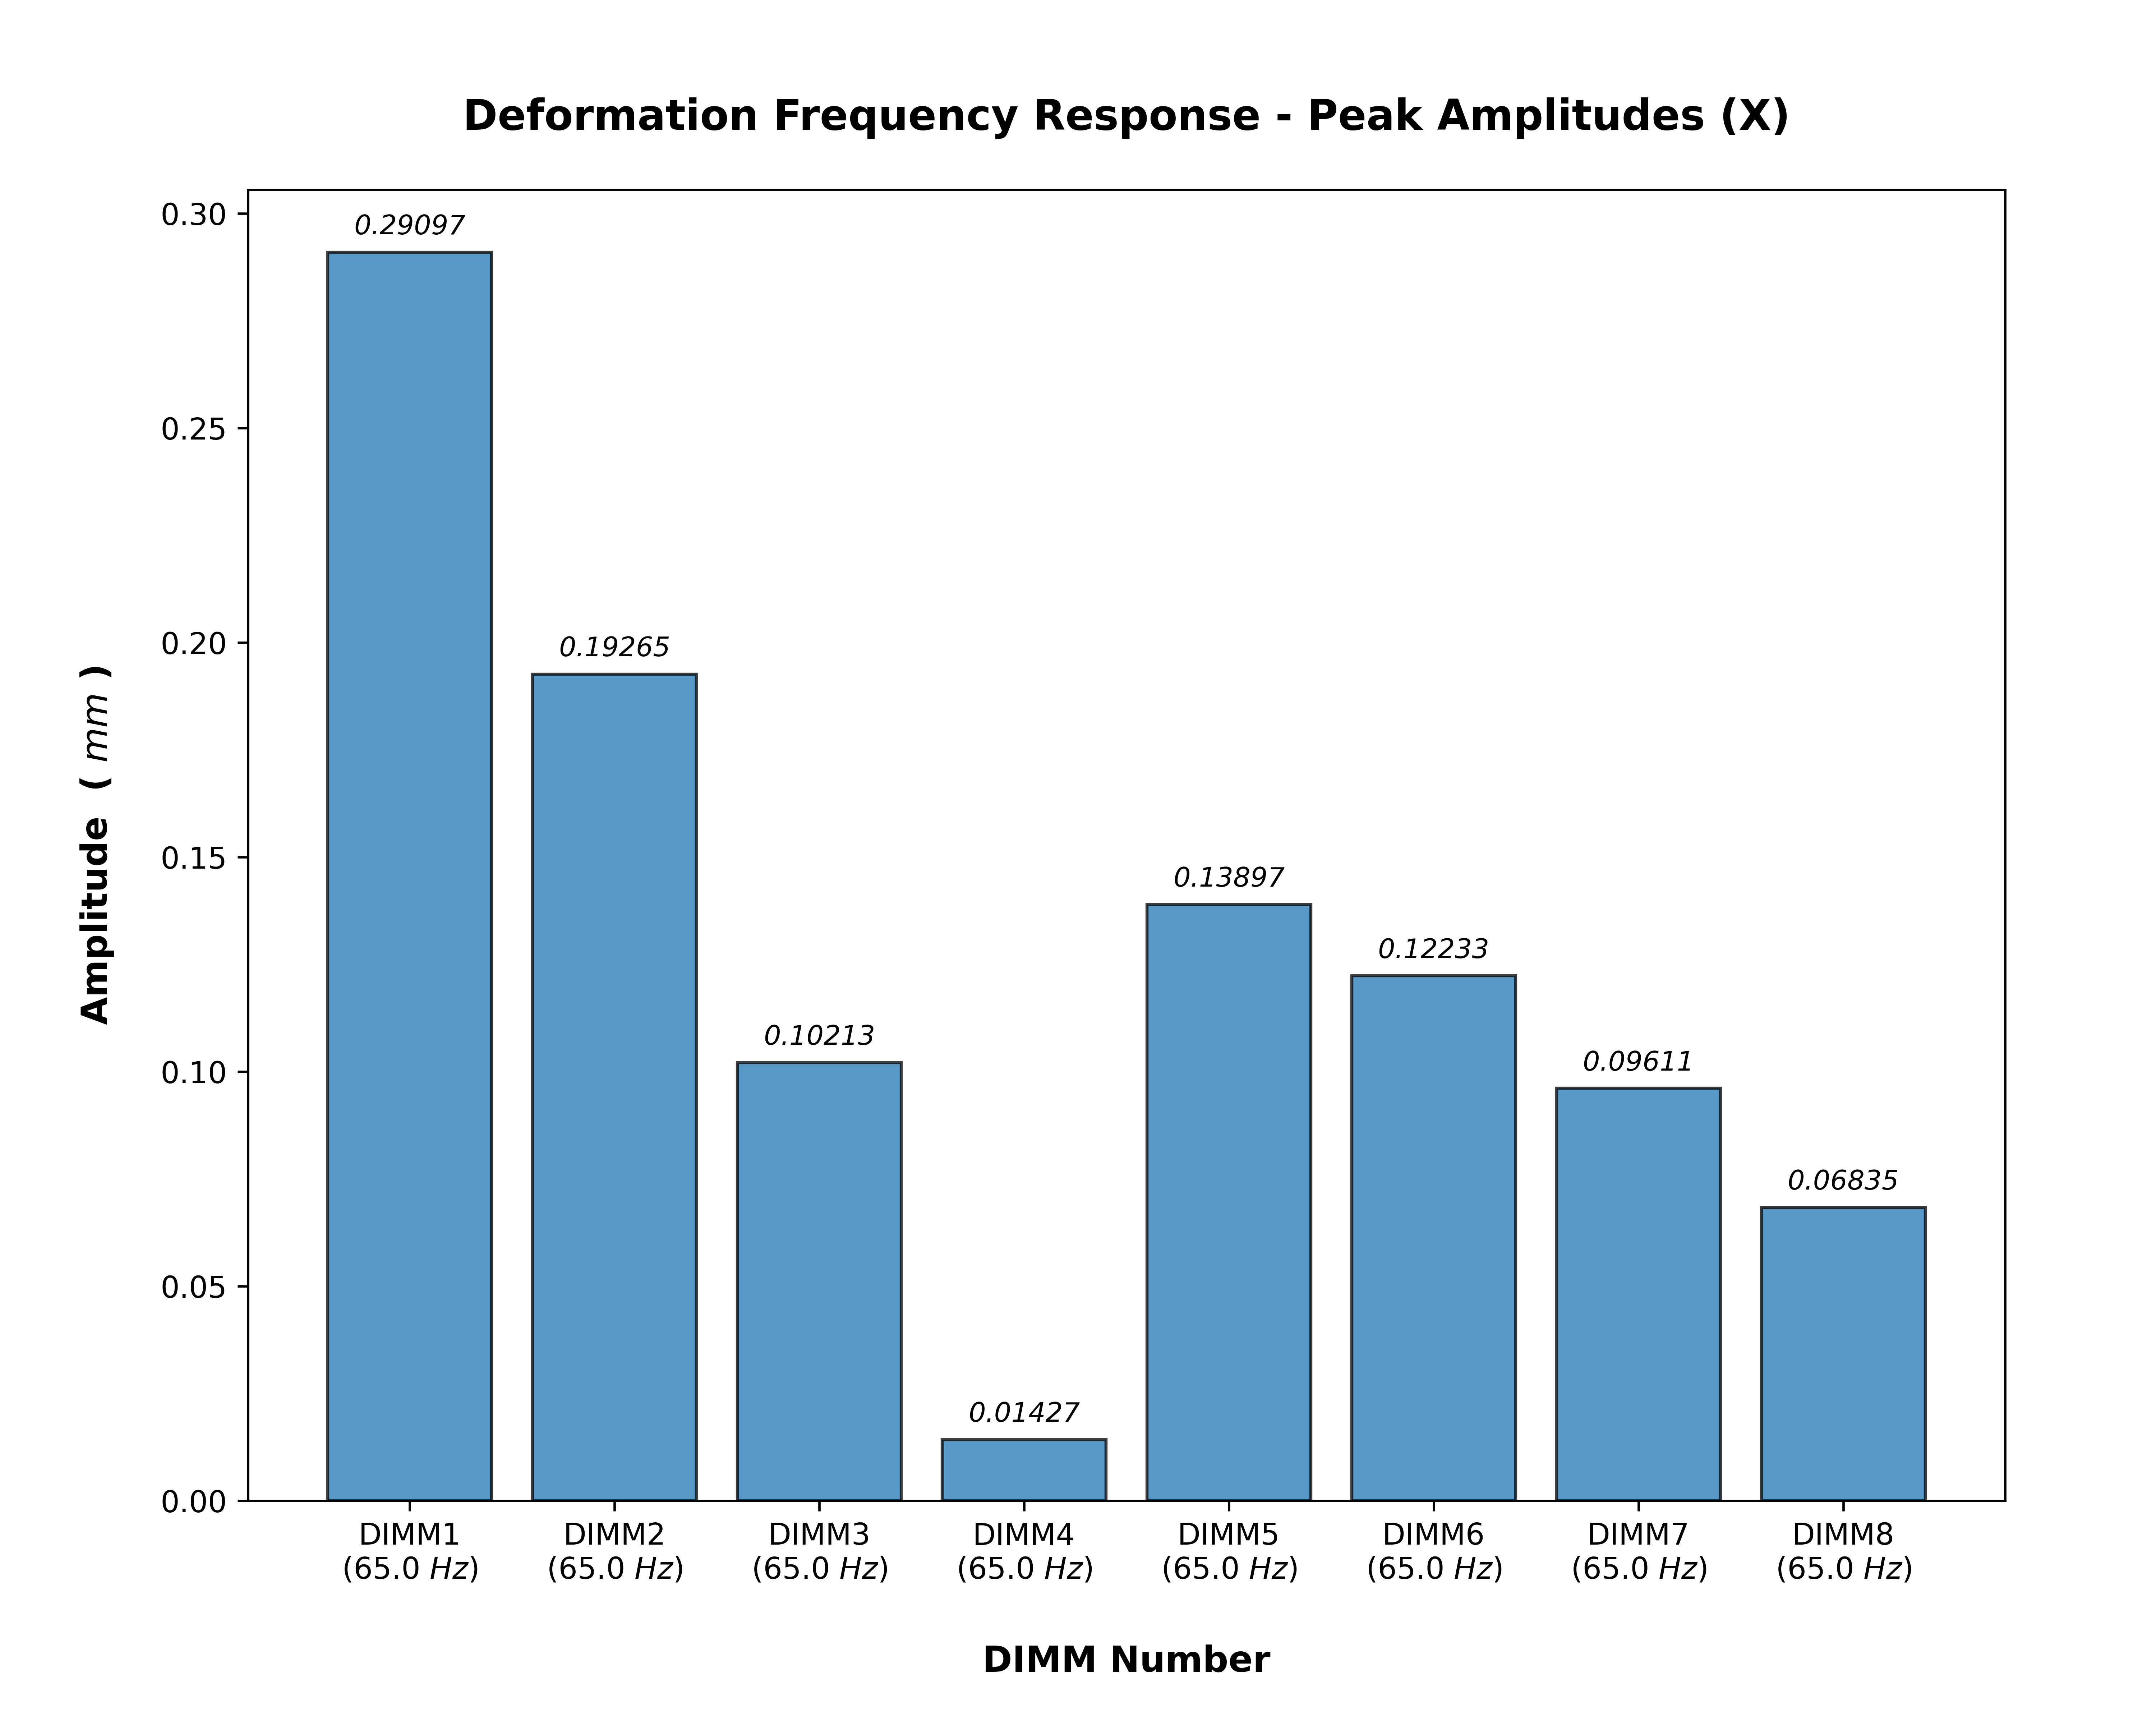 Deformation Frequency Response - Peak Amplitudes (X)
Amplitude ( mm )
0.30
0.25
0.20
0.15
0.10
0.05
0.00
0.29097
0.19265
0.10213
0.01427
0.13897
0.12233
0.09611
0.06835
DIMM1
(65.0 Hz)
DIMM2
(65.0 Hz)
DIMM3
(65.0 Hz)
DIMM4
(65.0 Hz)
DIMM5
(65.0 Hz)
DIMM6
(65.0 Hz)
DIMM7
(65.0 Hz)
DIMM8
(65.0 Hz)
DIMM Number